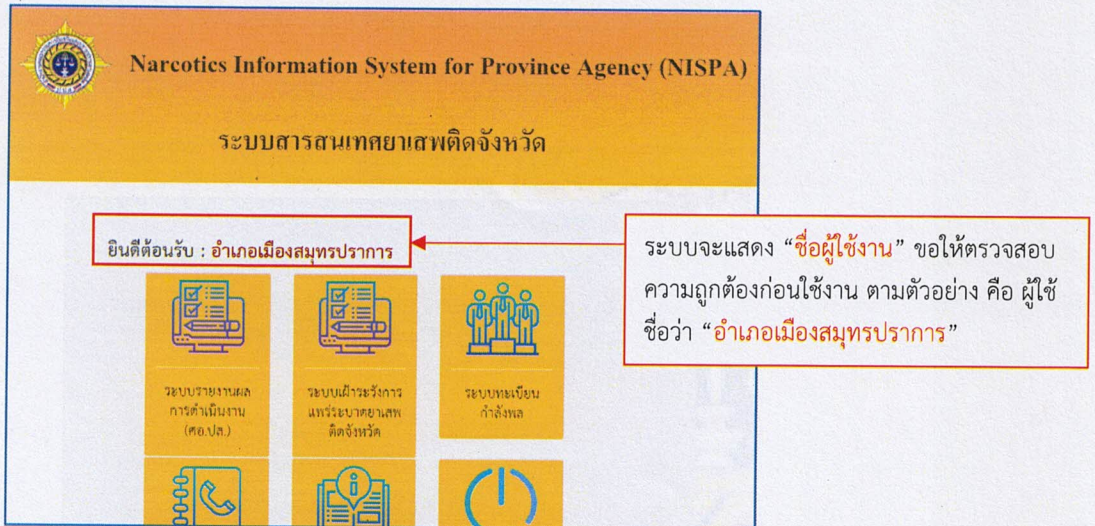 Narcotics Information System for Province Agency (NISPA)
ระบบสารสนเทศยาเสพติดจังหวัด
ยินดีต้อนรับ : อำเภอเมืองสมุทรปราการ
ระบบจะแสดง “ชื่อผู้ใช้งาน” ขอให้ตรวจสอบ
ความถูกต้องก่อนใช้งาน ตามตัวอย่าง คือ ผู้ใช้
ชื่อว่า “อำเภอเมืองสมุทรปราการ”
ระบบรายงานผล
การดำเนินงาน
(ศอ.ปส.)
ระบบเฝ้าระวังการ
แพร่ระบาดยาเสพ
ติดจังหวัด
ระบบทะเบียน
กำลังพล